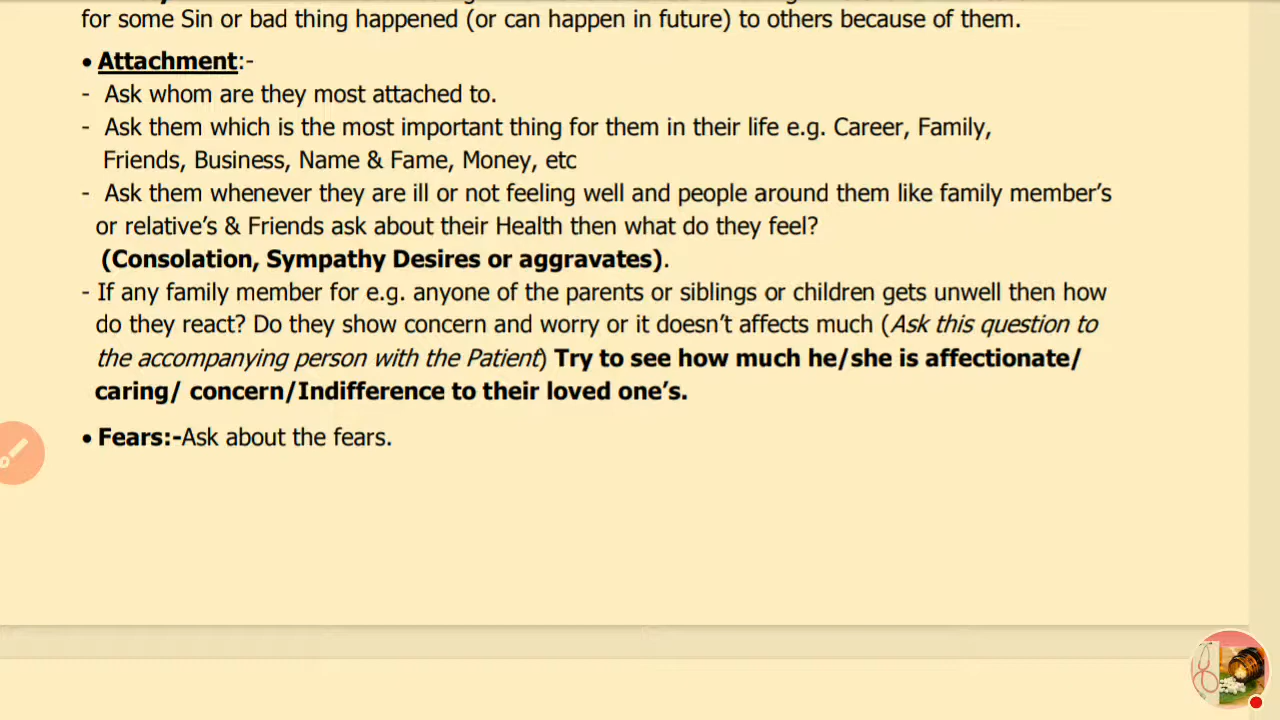 for some Sin or bad thing happened (or can happen in future) to others because of them.
• Attachment:-
- Ask whom are they most attached to.
- Ask them which is the most important thing for them in their life e.g. Career, Family,
Friends, Business, Name & Fame, Money, etc
- Ask them whenever they are ill or not feeling well and people around them like family member's
or relative's & Friends ask about their Health then what do they feel?
(Consolation, Sympathy Desires or aggravates).
- If any family member for e.g. anyone of the parents or siblings or children gets unwell then how
do they react? Do they show concern and worry or it doesn't affects much (Ask this question to
the accompanying person with the Patient) Try to see how much he/she is affectionate/
caring/ concern/Indifference to their loved one's.
• Fears:-Ask about the fears.